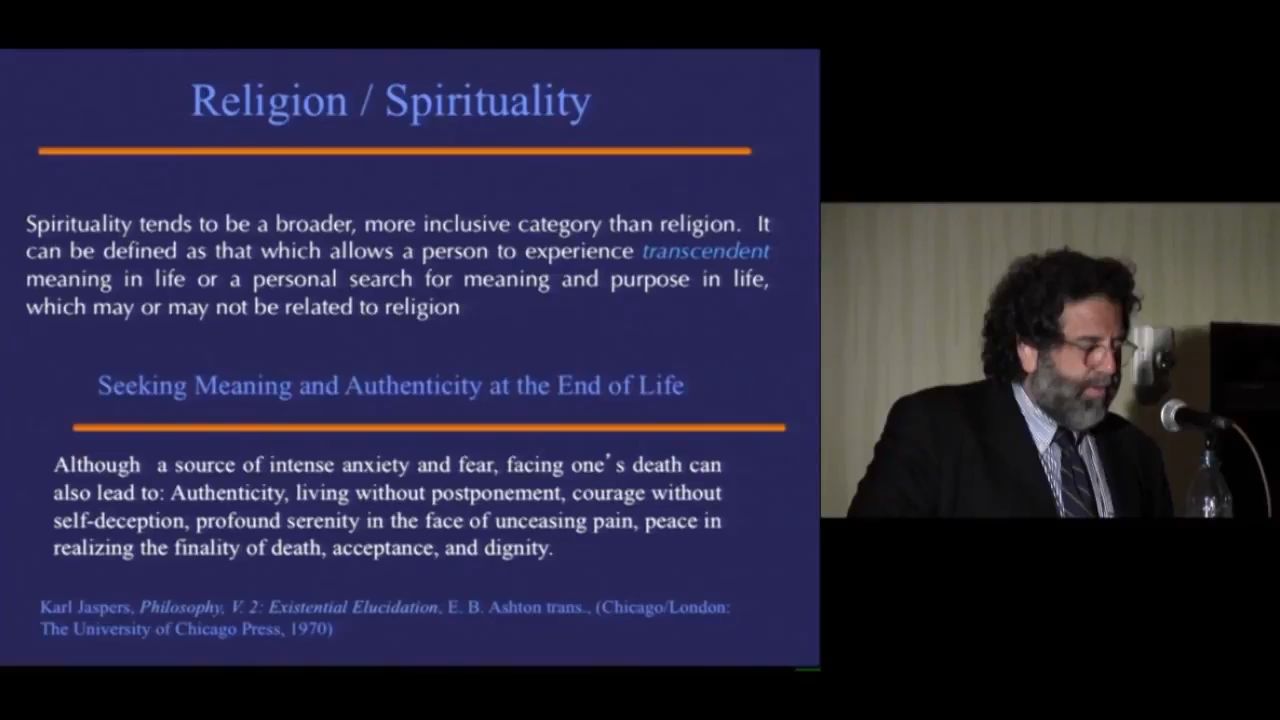 Religion / Spirituality
Spirituality tends to be a broader, more inclusive category than religion. It
can be defined as that which allows a person to experience transcendent
meaning in life or a personal search for meaning and purpose in life,
which may or may not be related to religion
Seeking Meaning and Authenticity at the End of Life
Although a source of intense anxiety and fear, facing one's death can
also lead to: Authenticity, living without postponement, courage without
self-deception, profound serenity in the face of unceasing pain, peace in
realizing the finality of death, acceptance, and dignity.
Karl Jaspers, Philosophy, V. 2: Existential Elucidation, E. B. Ashton trans., (Chicago/London:
The University of Chicago Press, 1970)